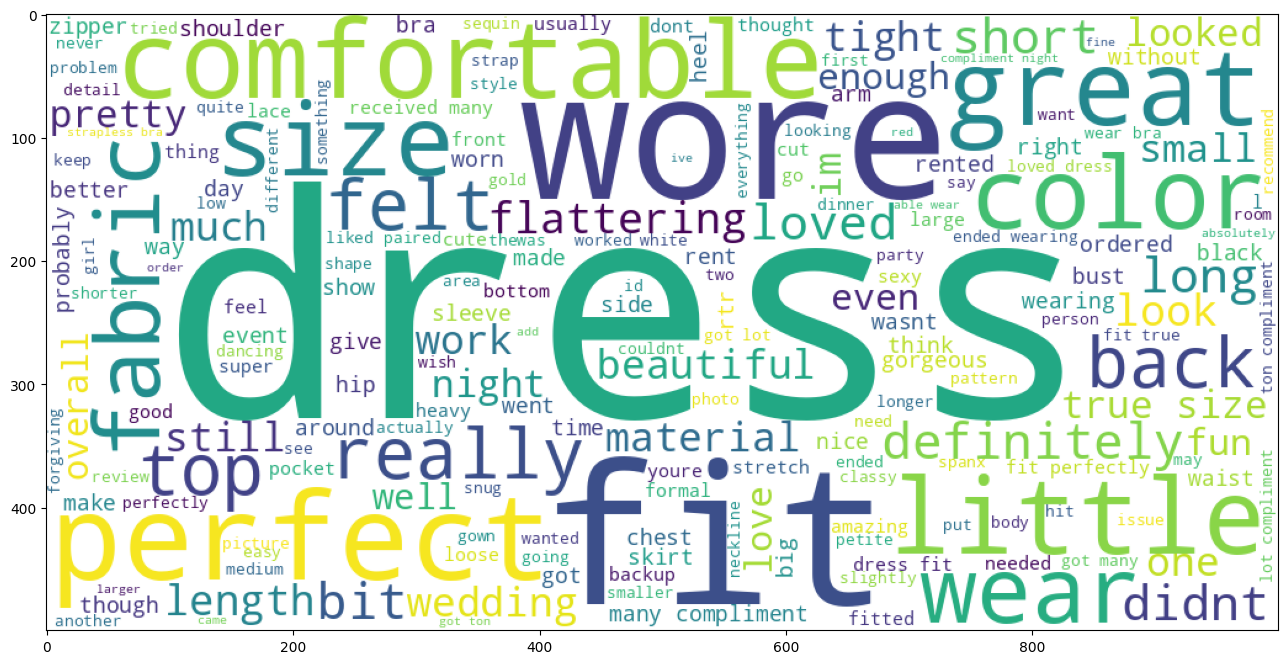 0
zipper tried shoulder bra sequin usually dont thought tight short looked
never comfortable strap heel first enough compliment night fine without
problem style great
detail arm
pretty quite lace something received many wore everything looking red want wear bra recommend
100
strapless bra size front cut right small
keep thing different worn ive im rented loved dress
better day felt gold go say color
fabric low dinner able wear l
probably much flattering loved large room
girl way liked paired cute thewas worked white ended wearing ordered absolutely
200
order shape made rent party black
shorter show area two sexy bust long ton compliment
dress bottom id
feel sleeve side rtr even wearing look
event give work add got lot wasnt person fit true
overall dancing couldnt think back
super wish beautiful gorgeous
hip night pattern
300
good heavy went photo longer true size
forgiving around actually time need
still see really material nice definitely fun
top pocket youre stretch ended spanx fit perfectly may
review snug formal classy waist lot compliment
make perfectly well fit little
400
perfect neckline love amazing put body hit issue
picture gown wanted chest petite
easy loose going skirt big dress fit needed got many one
medium got backup slightly
larger smaller wear
though length bit wedding many compliment fitted didnt
another came got ton
0 200 400 600 800